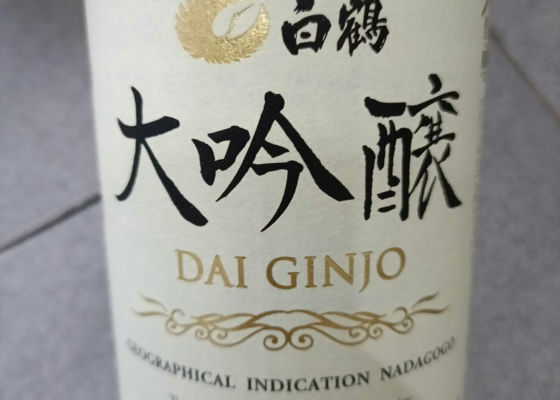 白鶴
大吟醸
DAI GINJO
GEOGRAPHICAL INDICATION NADAGOGO